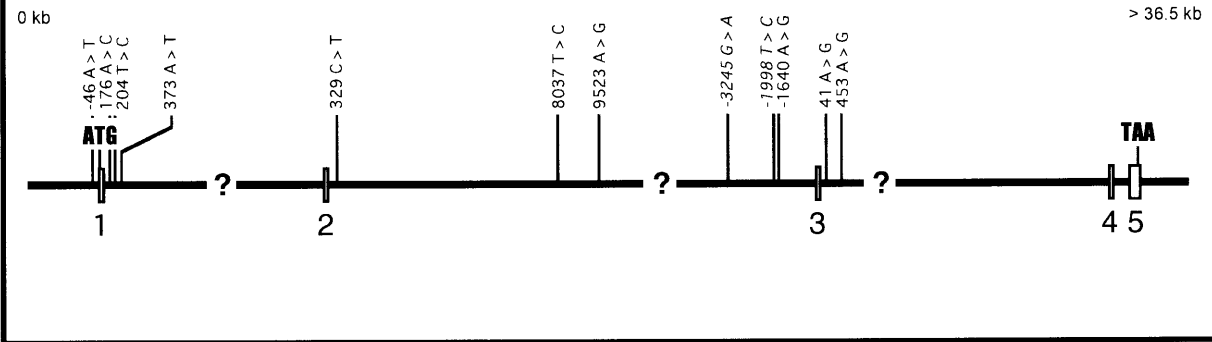 0 kb
> 36.5 kb
-46 A > T
176 A > C
204 T > C
373 A > T
329 C > T
8037 T > C
9523 A > G
-3245 G > A
-1998 T > C
-1640 A > G
41 A > G
453 A > G
ATG
TAA
?
?
?
1
2
3
4
5